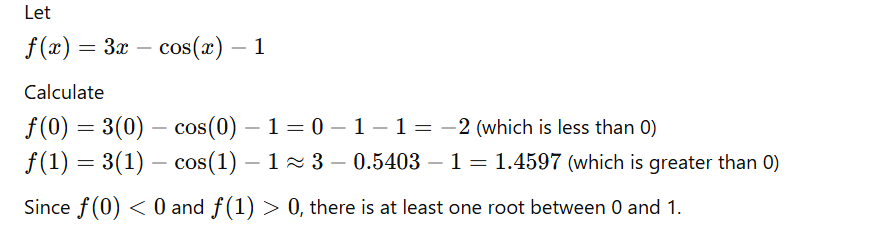 Let
f(x) = 3x − cos(x) − 1
Calculate
f(0) = 3(0) − cos(0) − 1 = 0 − 1 − 1 = −2 (which is less than 0)
f(1) = 3(1) − cos(1) − 1 ≈ 3 − 0.5403 − 1 = 1.4597 (which is greater than 0)
Since f(0) < 0 and f(1) > 0, there is at least one root between 0 and 1.